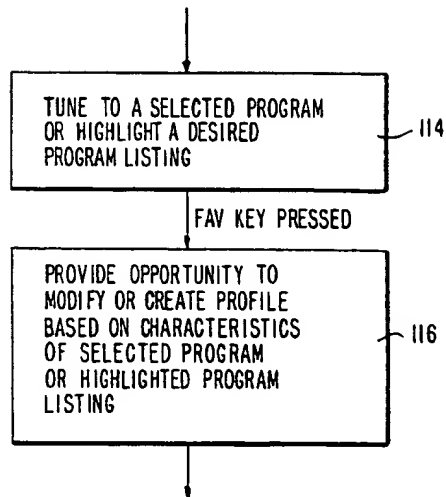 TUNE TO A SELECTED PROGRAM
OR HIGHLIGHT A DESIRED
PROGRAM LISTING
114
FAV KEY PRESSED
PROVIDE OPPORTUNITY TO
MODIFY OR CREATE PROFILE
BASED ON CHARACTERISTICS
OF SELECTED PROGRAM
OR HIGHLIGHTED PROGRAM
LISTING
116